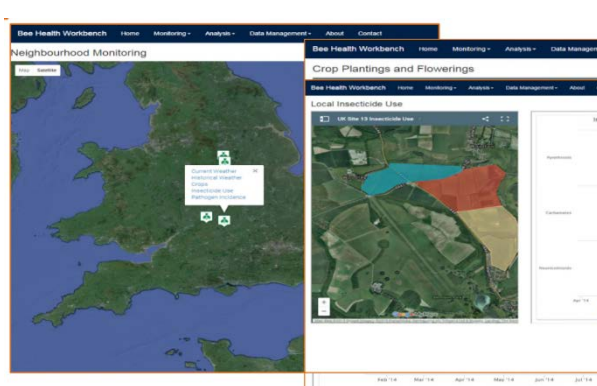 Bee Health Workbench Home Monitoring Analysis Data Management About Contact
Neighbourhood Monitoring
Map Satellite
Current Weather
Historical Weather
Crops
Insecticide Use
Pathogen Incidence
Bee Health Workbench Home Monitoring Analysis Data Managemen
Crop Plantings and Flowerings
Bee Health Workbench Home Monitoring Analysis Data Management About
Local Insecticide Use
UK Site 13 Insecticide Use
Apr '14
Feb '14 Mar '14 Apr '14 May '14 Jun '14 Jul '14